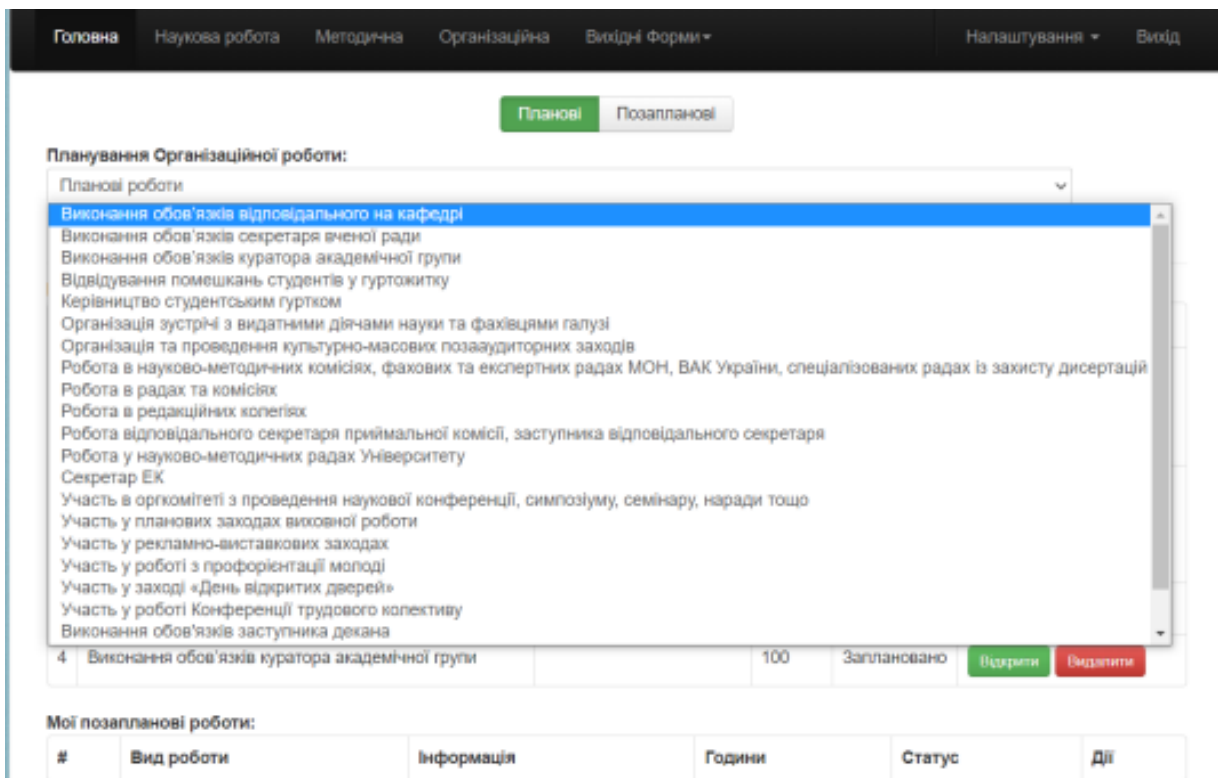 Головна Наукова робота Методична Організаційна Вихідні Форми Налаштування Вихід
Планові Позапланові
Планування Організаційної роботи:
Планові роботи
Виконання обов'язків відповідального на кафедрі
Виконання обов'язків секретаря вченої ради
Виконання обов'язків куратора академічної групи
Відвідування помешкань студентів у гуртожитку
Керівництво студентським гуртком
Організація зустрічі з видатними діячами науки та фахівцями галузі
Організація та проведення культурно-масових позааудиторних заходів
Робота в науково-методичних комісіях, фахових та експертних радах МОН, ВАК України, спеціалізованих радах із захисту дисертацій
Робота в радах та комісіях
Робота в редакційних колегіях
Робота відповідального секретаря приймальної комісії, заступника відповідального секретаря
Робота у науково-методичних радах Університету
Секретар ЕК
Участь в оргкомітеті з проведення наукової конференції, симпозіуму, семінару, наради тощо
Участь у планових заходах виховної роботи
Участь у рекламно-виставкових заходах
Участь у роботі з профорієнтації молоді
Участь у заході «День відкритих дверей»
Участь у роботі Конференції трудового колективу
Виконання обов'язків заступника декана
4 Виконання обов'язків куратора академічної групи 100 Заплановано Відкрити Видалити
Мої позапланові роботи:
# Вид роботи Інформація Години Статус Дії